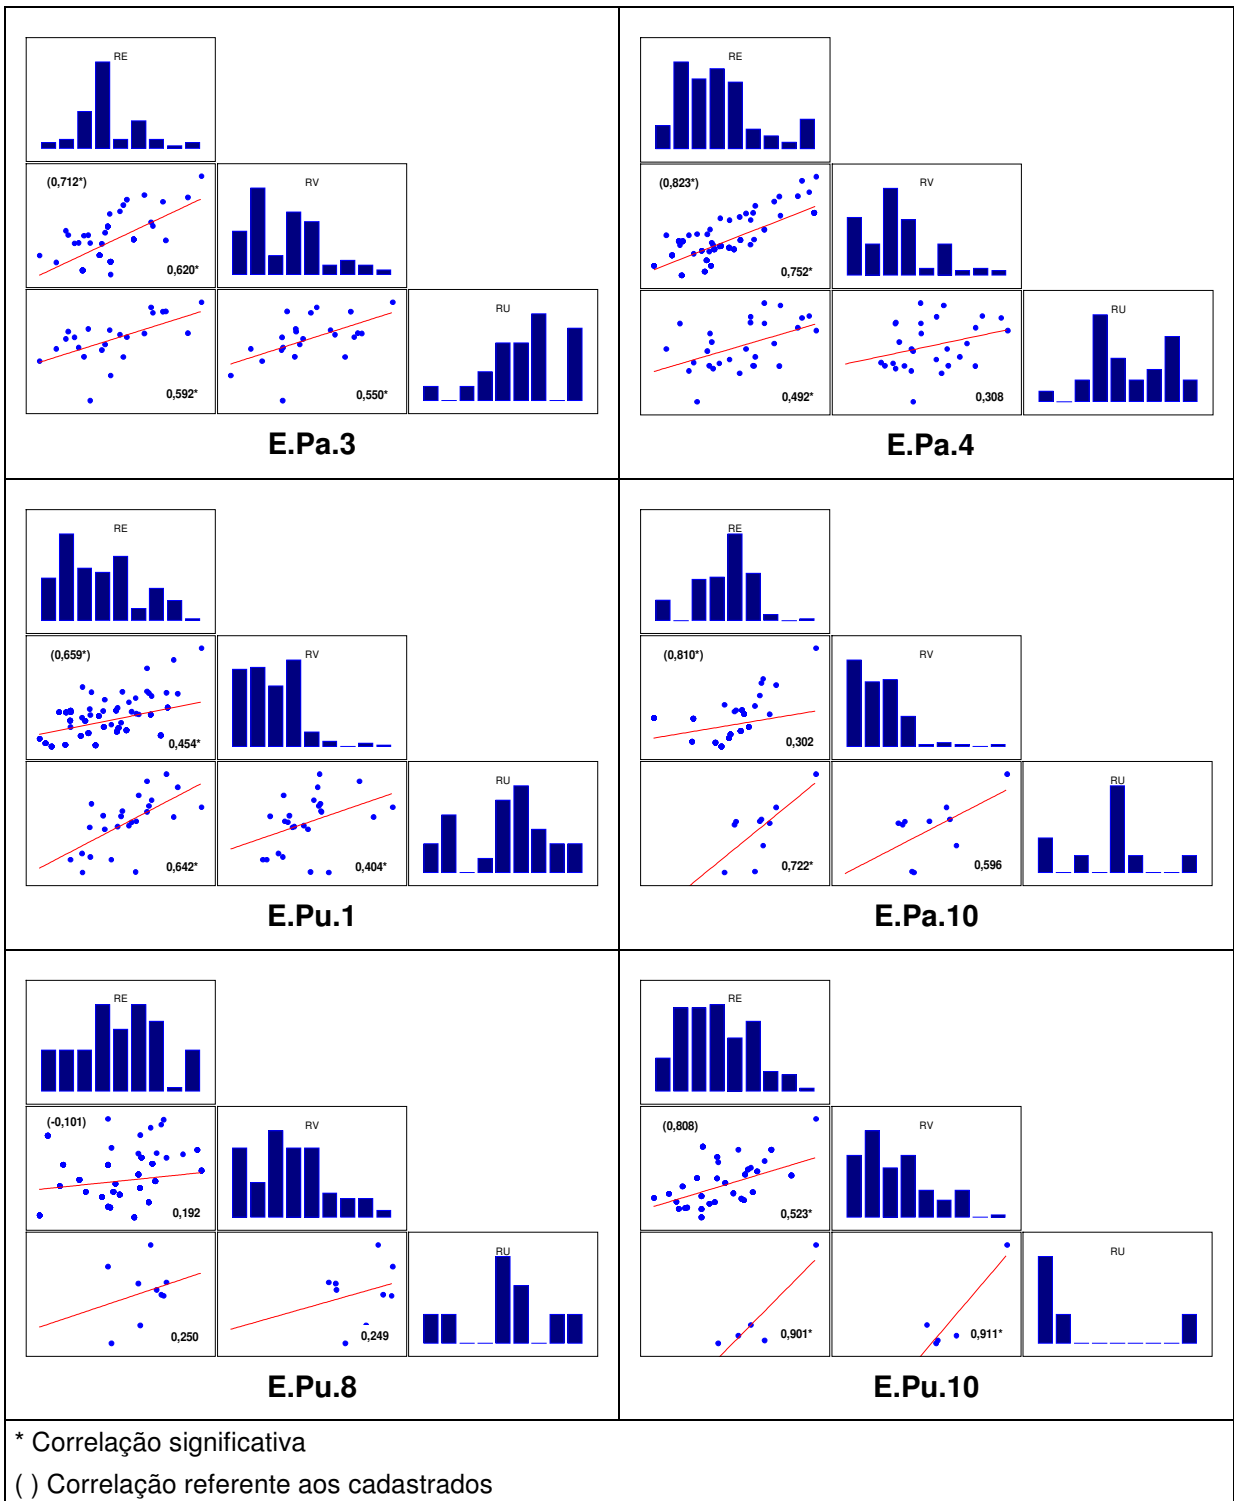 RE
(0,712*)
RV
0,620*
RU
0,592*
0,550*
E.Pa.3
RE
(0,823*)
RV
0,752*
RU
0,492*
0,308
E.Pa.4
RE
(0,659*)
RV
0,454*
RU
0,642*
0,404*
E.Pu.1
RE
(0,810*)
RV
0,302
RU
0,722*
0,596
E.Pa.10
RE
(-0,101)
RV
0,192
RU
0,250
0,249
E.Pu.8
RE
(0,808)
RV
0,523*
RU
0,901*
0,911*
E.Pu.10
* Correlação significativa
( ) Correlação referente aos cadastrados